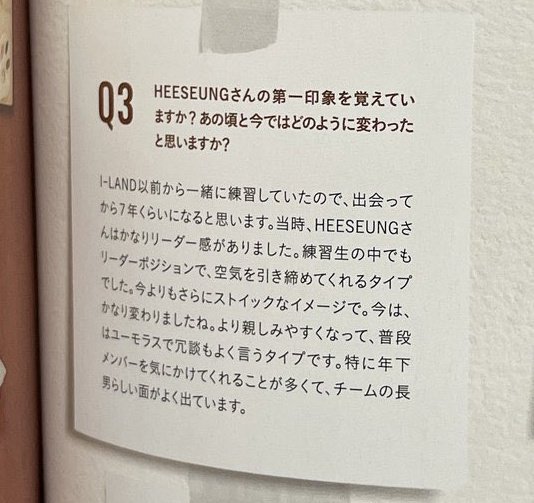 Q3
HEESEUNGさんの第一印象を覚えてい
ますか？あの頃と今ではどのように変わった
と思いますか？
I-LAND以前から一緒に練習していたので、出会って
から7年くらいになると思います。当時、HEESEUNGさ
んはかなりリーダー感がありました。練習生の中でも
リーダーポジションで、空気を引き締めてくれるタイプ
でした。今よりもさらにストイックなイメージで。今は、
かなり変わりましたね。より親しみやすくなって、普段
はユーモラスで冗談もよく言うタイプです。特に年下
メンバーを気にかけてくれることが多くて、チームの長
男らしい面がよく出ています。